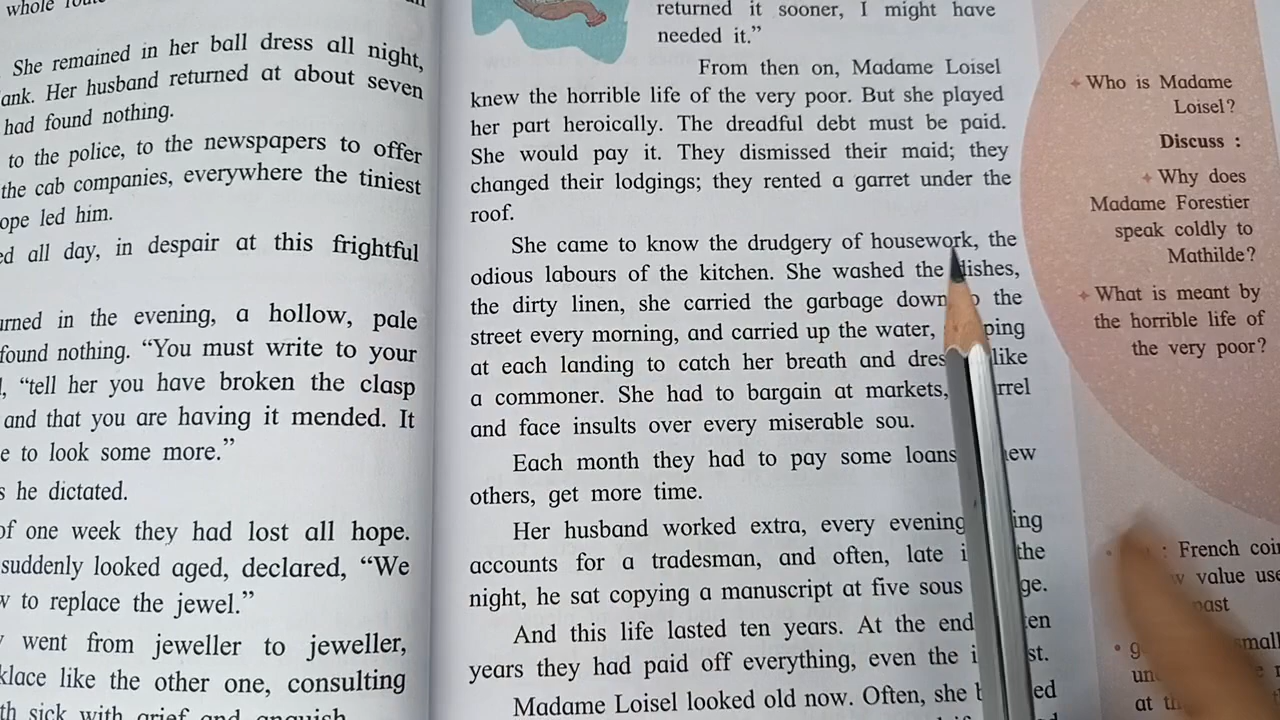 whole
She remained in her ball dress all night,
ank. Her husband returned at about seven
had found nothing.
to the police, to the newspapers to offer
the cab companies, everywhere the tiniest
ope led him.
ed all day, in despair at this frightful
urned in the evening, a hollow, pale
found nothing. “You must write to your
“tell her you have broken the clasp
and that you are having it mended. It
e to look some more.”
s he dictated.
of one week they had lost all hope.
suddenly looked aged, declared, “We
w to replace the jewel.”
went from jeweller to jeweller,
klace like the other one, consulting
th sick with grief and anguish
returned it sooner, I might have
needed it.”
From then on, Madame Loisel
knew the horrible life of the very poor. But she played
her part heroically. The dreadful debt must be paid.
She would pay it. They dismissed their maid; they
changed their lodgings; they rented a garret under the
roof.
She came to know the drudgery of housework, the
odious labours of the kitchen. She washed the dishes,
the dirty linen, she carried the garbage down the
street every morning, and carried up the water, ping
at each landing to catch her breath and dres like
a commoner. She had to bargain at markets, rrel
and face insults over every miserable sou.
Each month they had to pay some loans ew
others, get more time.
Her husband worked extra, every evening ing
accounts for a tradesman, and often, late i the
night, he sat copying a manuscript at five sous ge.
And this life lasted ten years. At the end en
years they had paid off everything, even the i st.
Madame Loisel looked old now. Often, she b ed
✦ Who is Madame
Loisel?
Discuss :
✦ Why does
Madame Forestier
speak coldly to
Mathilde?
✦ What is meant by
the horrible life of
the very poor?
: French coi
w value use
past
• g small
un
at th